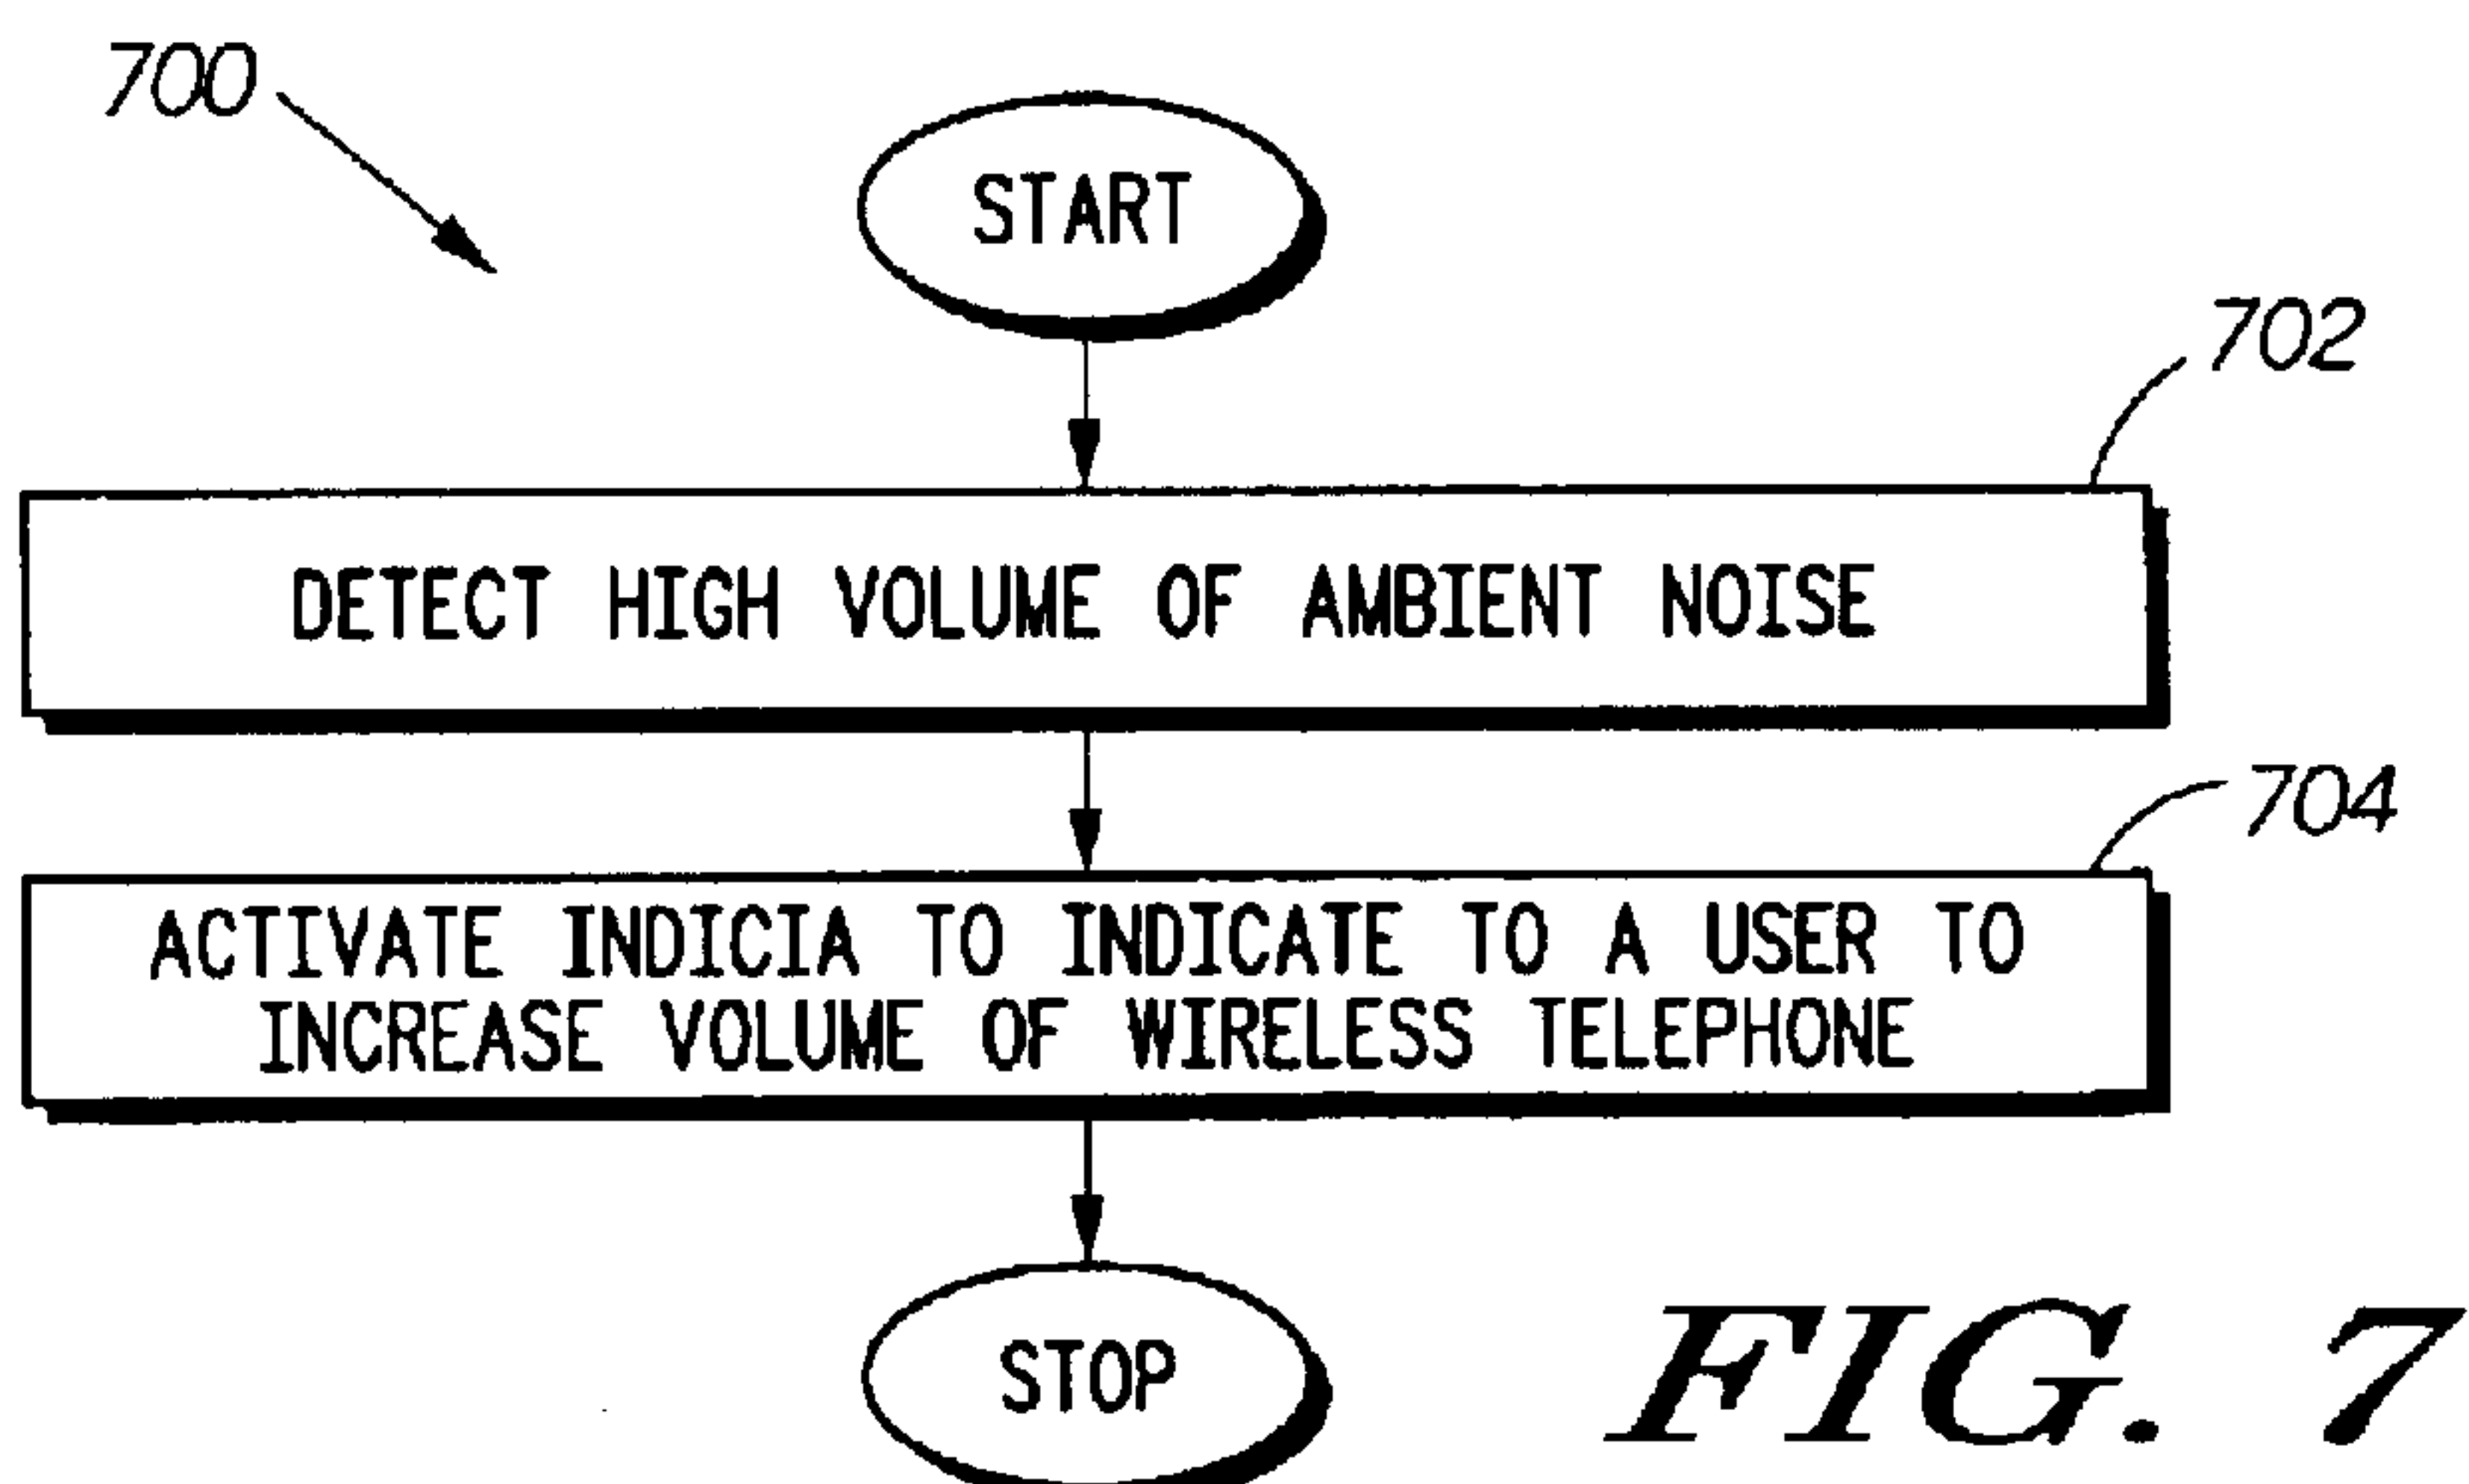 700
START
702
DETECT HIGH VOLUME OF AMBIENT NOISE
704
ACTIVATE INDICIA TO INDICATE TO A USER TO
INCREASE VOLUME OF WIRELESS TELEPHONE
STOP
FIG. 7